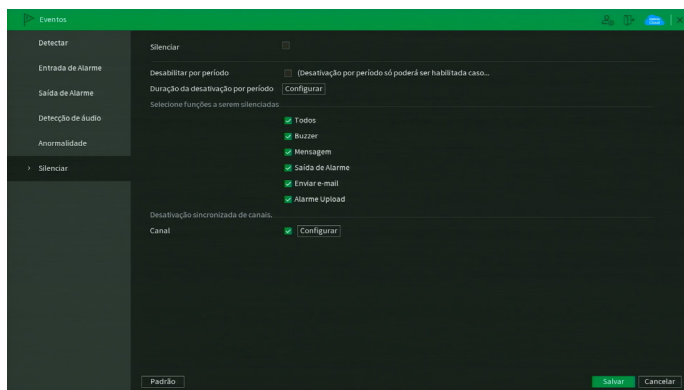 Eventos
Detectar
Entrada de Alarme
Saída de Alarme
Detecção de áudio
Anormalidade
Silenciar
Silenciar
Desabilitar por período (Desativação por período só poderá ser habilitada caso...
Duração da desativação por período Configurar
Selecione funções a serem silenciadas
Todos
Buzzer
Mensagem
Saída de Alarme
Enviar e-mail
Alarme Upload
Desativação sincronizada de canais.
Canal Configurar
Padrão Salvar Cancelar